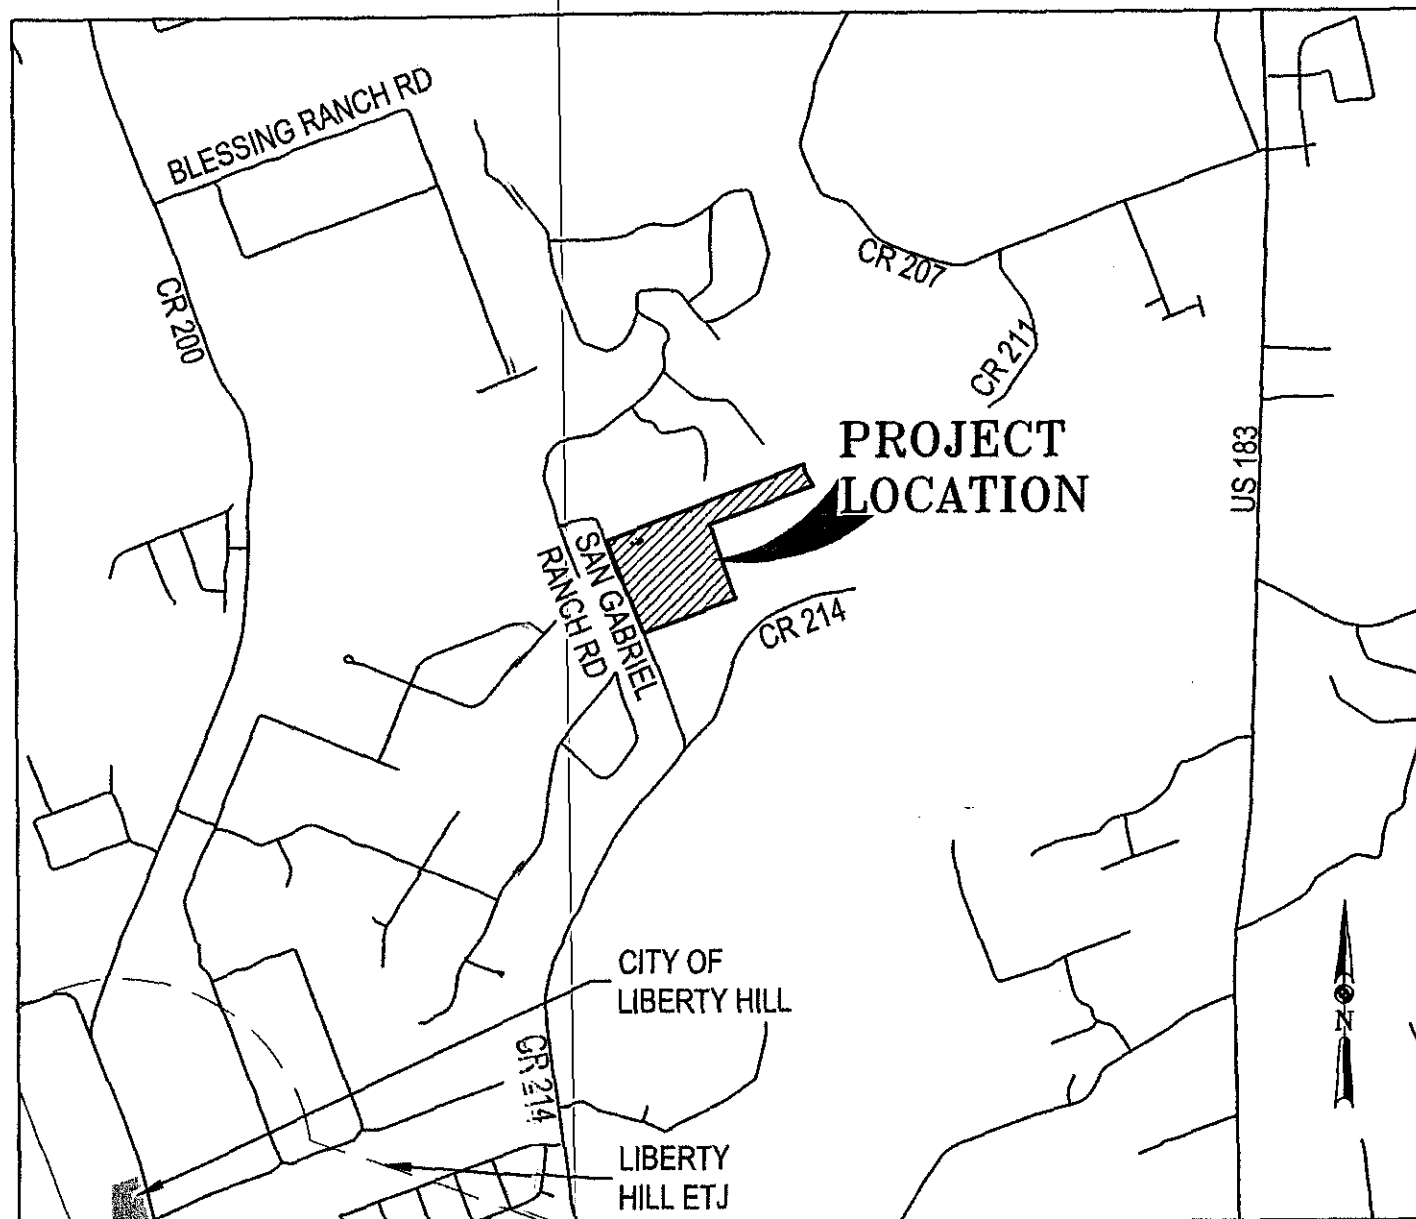 BLESSING RANCH RD
CR 200
CR 207
CR 211
US 183
PROJECT
LOCATION
SAN GABRIEL
RANCH RD
CR 214
CITY OF
LIBERTY HILL
N
CR 214
LIBERTY
HILL ETJ